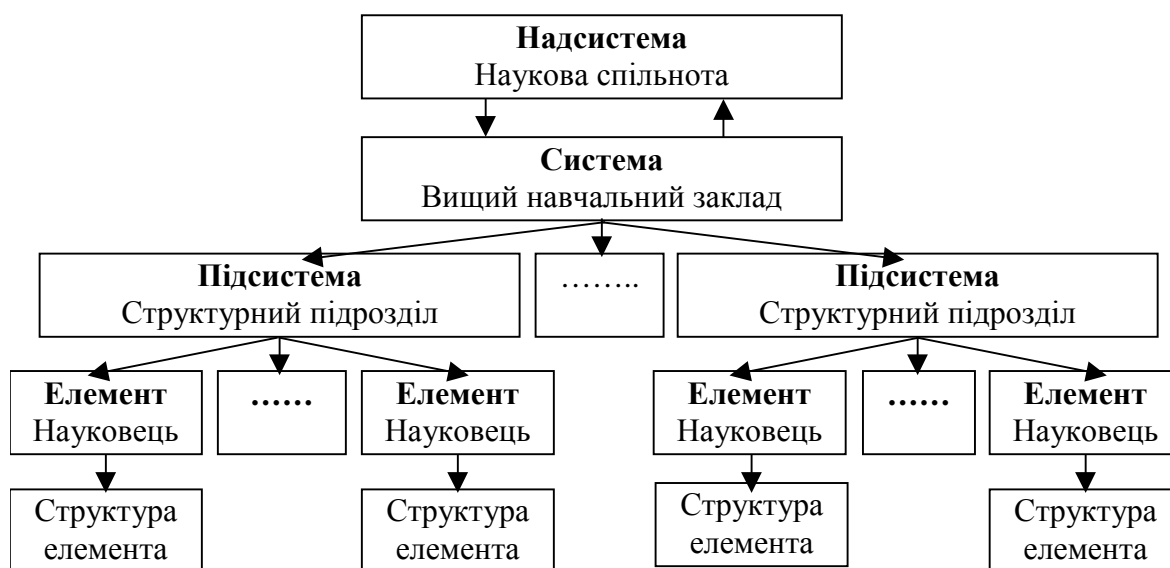 Надсистема
Наукова спільнота
Система
Вищий навчальний заклад
Підсистема
Структурний підрозділ
……..
Підсистема
Структурний підрозділ
Елемент
Науковець
……
Елемент
Науковець
Елемент
Науковець
……
Елемент
Науковець
Структура
елемента
Структура
елемента
Структура
елемента
Структура
елемента